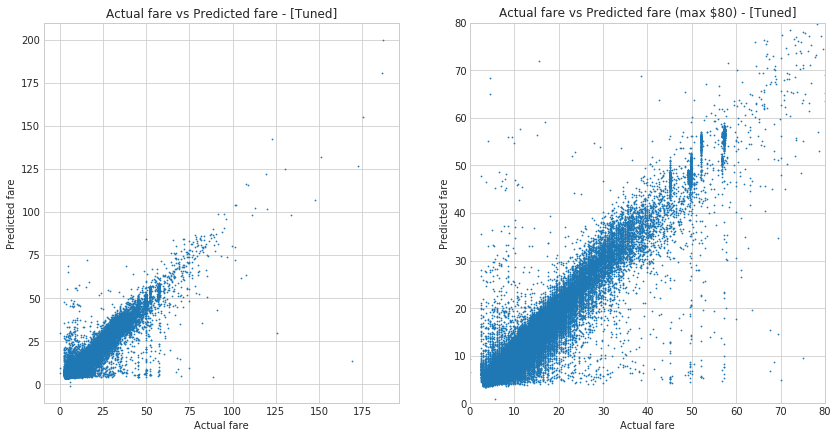 Actual fare vs Predicted fare - [Tuned]
Predicted fare
200
175
150
125
100
75
50
25
0
0 25 50 75 100 125 150 175
Actual fare
Actual fare vs Predicted fare (max $80) - [Tuned]
Predicted fare
80
70
60
50
40
30
20
10
0
0 10 20 30 40 50 60 70 80
Actual fare